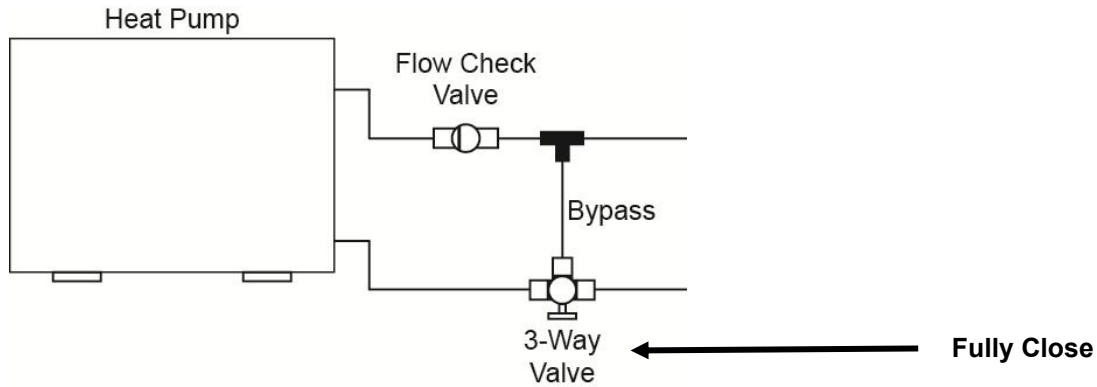 Heat Pump
Flow Check
Valve
Bypass
3-Way
Valve
Fully Close